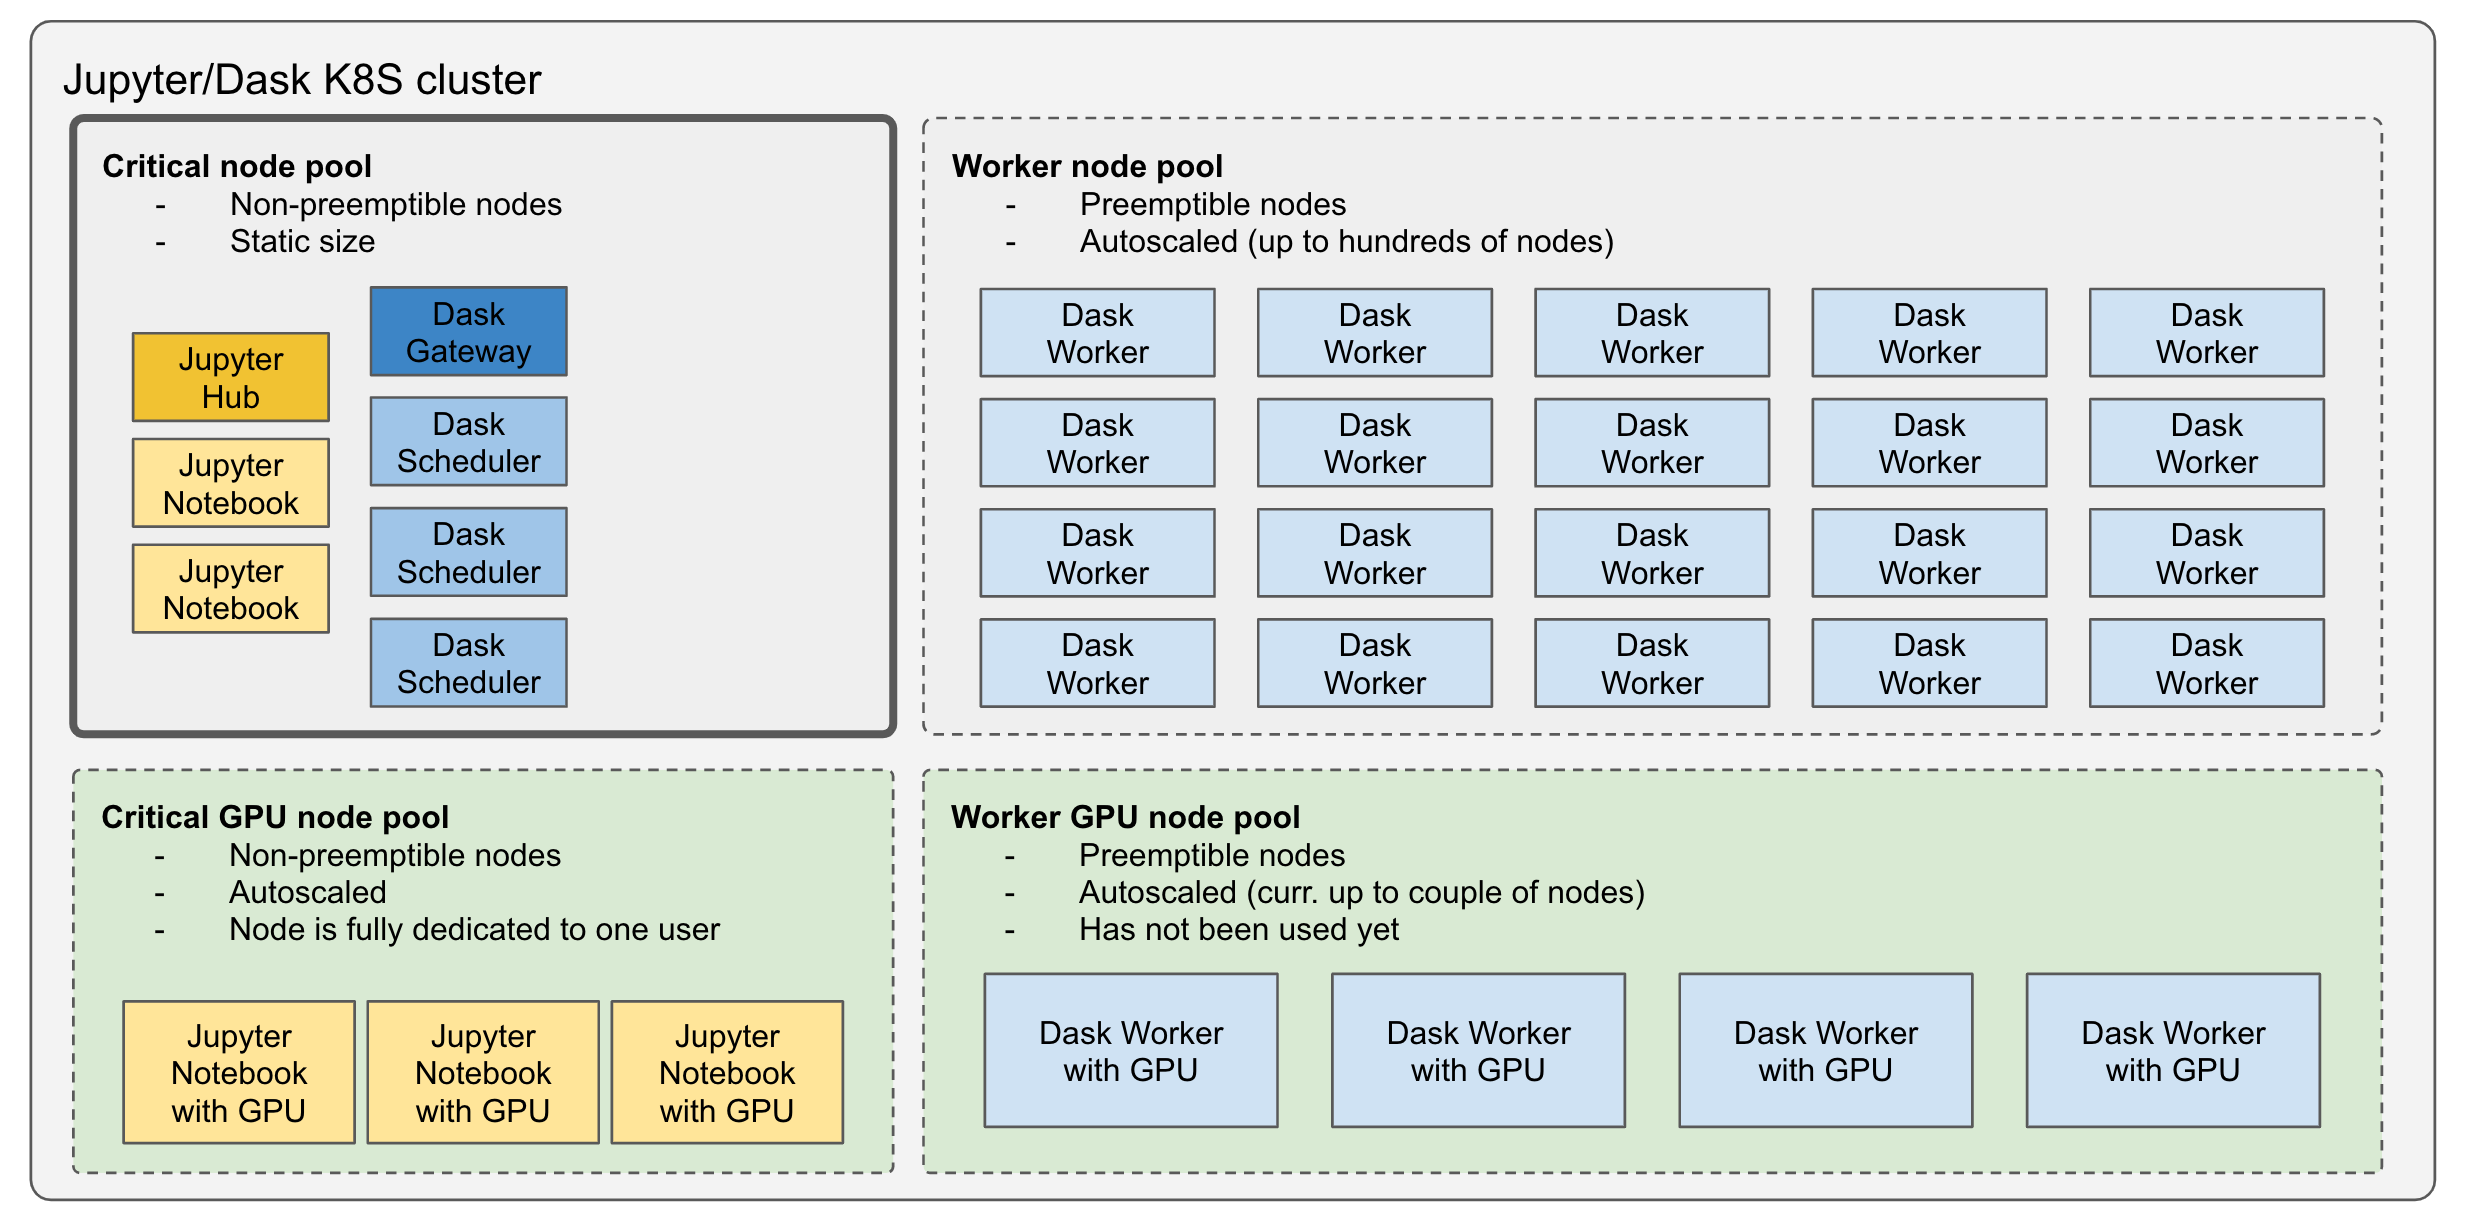 Jupyter/Dask K8S cluster
Critical node pool
- Non-preemptible nodes
- Static size
Jupyter
Hub
Jupyter
Notebook
Jupyter
Notebook
Dask
Gateway
Dask
Scheduler
Dask
Scheduler
Dask
Scheduler
Worker node pool
- Preemptible nodes
- Autoscaled (up to hundreds of nodes)
Dask
Worker
Dask
Worker
Dask
Worker
Dask
Worker
Dask
Worker
Dask
Worker
Dask
Worker
Dask
Worker
Dask
Worker
Dask
Worker
Dask
Worker
Dask
Worker
Dask
Worker
Dask
Worker
Dask
Worker
Dask
Worker
Dask
Worker
Dask
Worker
Dask
Worker
Dask
Worker
Critical GPU node pool
- Non-preemptible nodes
- Autoscaled
- Node is fully dedicated to one user
Jupyter
Notebook
with GPU
Jupyter
Notebook
with GPU
Jupyter
Notebook
with GPU
Worker GPU node pool
- Preemptible nodes
- Autoscaled (curr. up to couple of nodes)
- Has not been used yet
Dask Worker
with GPU
Dask Worker
with GPU
Dask Worker
with GPU
Dask Worker
with GPU